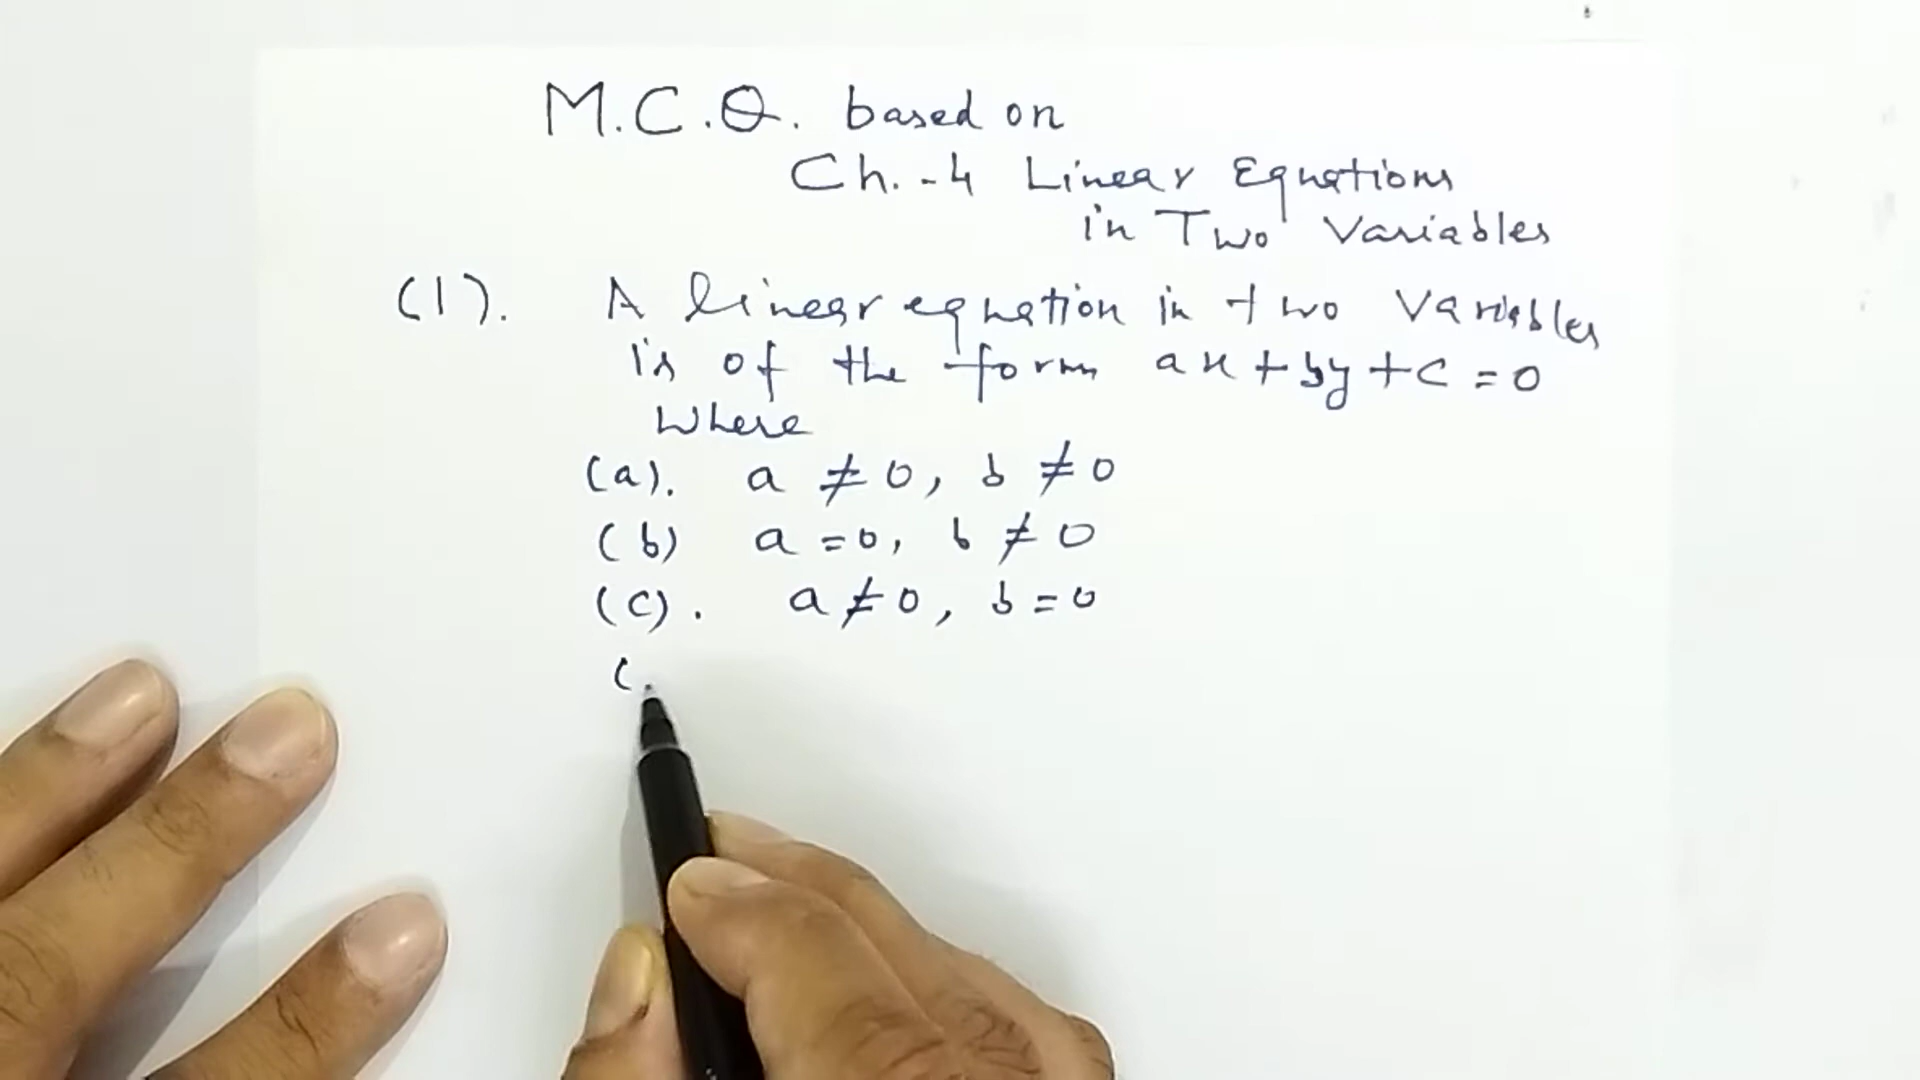 M.C.Q. based on
Ch.-4 Linear Equations
in Two Variables
(1). A linear equation in two Variables
is of the form ax+by+c=0
where
(a). a ≠ 0, b ≠ 0
(b) a = 0, b ≠ 0
(c). a ≠ 0, b = 0
(